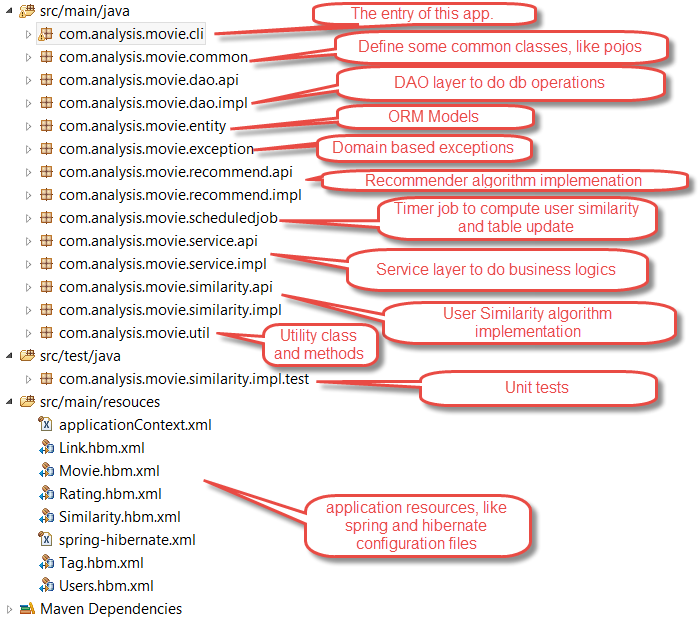 src/main/java
The entry of this app.
com.analysis.movie.cli
com.analysis.movie.common
Define some common classes, like pojos
com.analysis.movie.dao.api
DAO layer to do db operations
com.analysis.movie.dao.impl
ORM Models
com.analysis.movie.entity
com.analysis.movie.exception
Domain based exceptions
com.analysis.movie.recommend.api
Recommender algorithm implemenation
com.analysis.movie.recommend.impl
Timer job to compute user similarity
and table update
com.analysis.movie.scheduledjob
com.analysis.movie.service.api
com.analysis.movie.service.impl
Service layer to do business logics
com.analysis.movie.similarity.api
com.analysis.movie.similarity.impl
User Similarity algorithm
implementation
com.analysis.movie.util
Utility class
and methods
src/test/java
com.analysis.movie.similarity.impl.test
Unit tests
src/main/resouces
applicationContext.xml
Link.hbm.xml
Movie.hbm.xml
Rating.hbm.xml
Similarity.hbm.xml
spring-hibernate.xml
application resources, like
spring and hibernate
configuration files
Tag.hbm.xml
Users.hbm.xml
Maven Dependencies